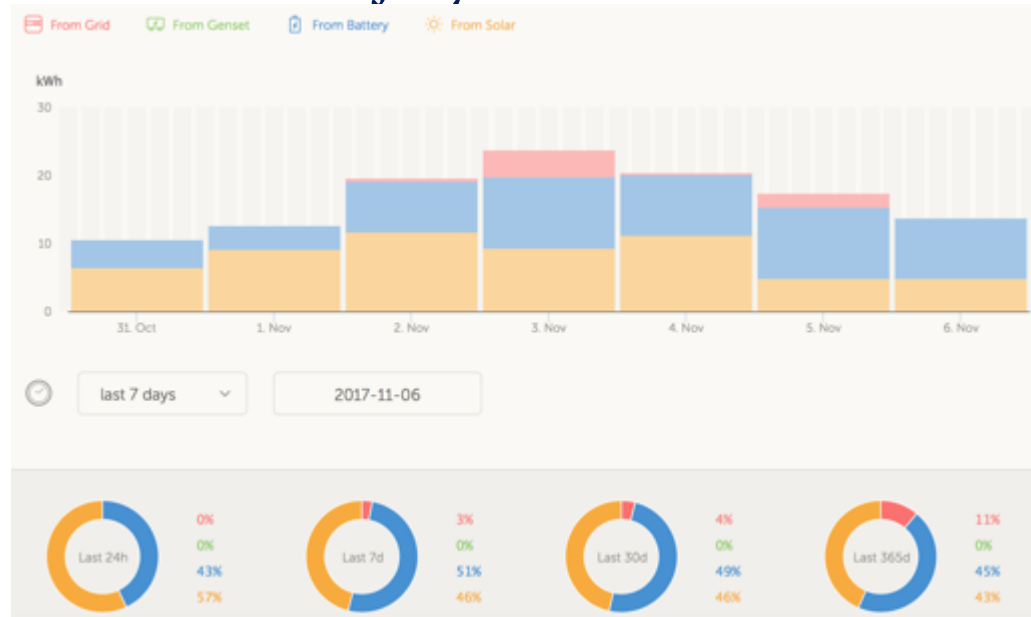 From Grid From Genset From Battery From Solar
kWh
30
20
10
0
31. Oct 1. Nov 2. Nov 3. Nov 4. Nov 5. Nov 6. Nov
last 7 days 2017-11-06
Last 24h
0%
0%
43%
57%
Last 7d
3%
0%
51%
46%
Last 30d
4%
0%
49%
46%
Last 365d
11%
0%
45%
43%